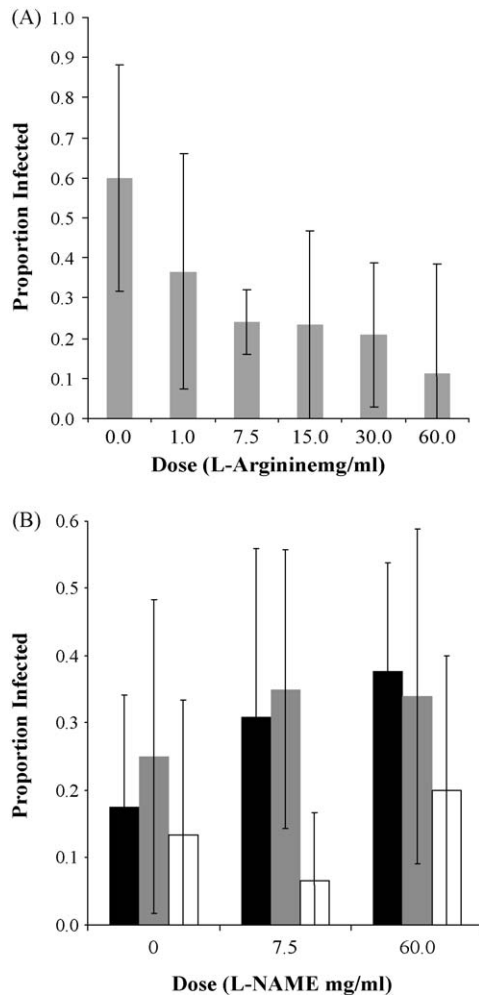 (A)
Proportion Infected
1.0
0.9
0.8
0.7
0.6
0.5
0.4
0.3
0.2
0.1
0.0
0.0 1.0 7.5 15.0 30.0 60.0
Dose (L-Argininemg/ml)
(B)
Proportion Infected
0.6
0.5
0.4
0.3
0.2
0.1
0.0
0 7.5 60.0
Dose (L-NAME mg/ml)